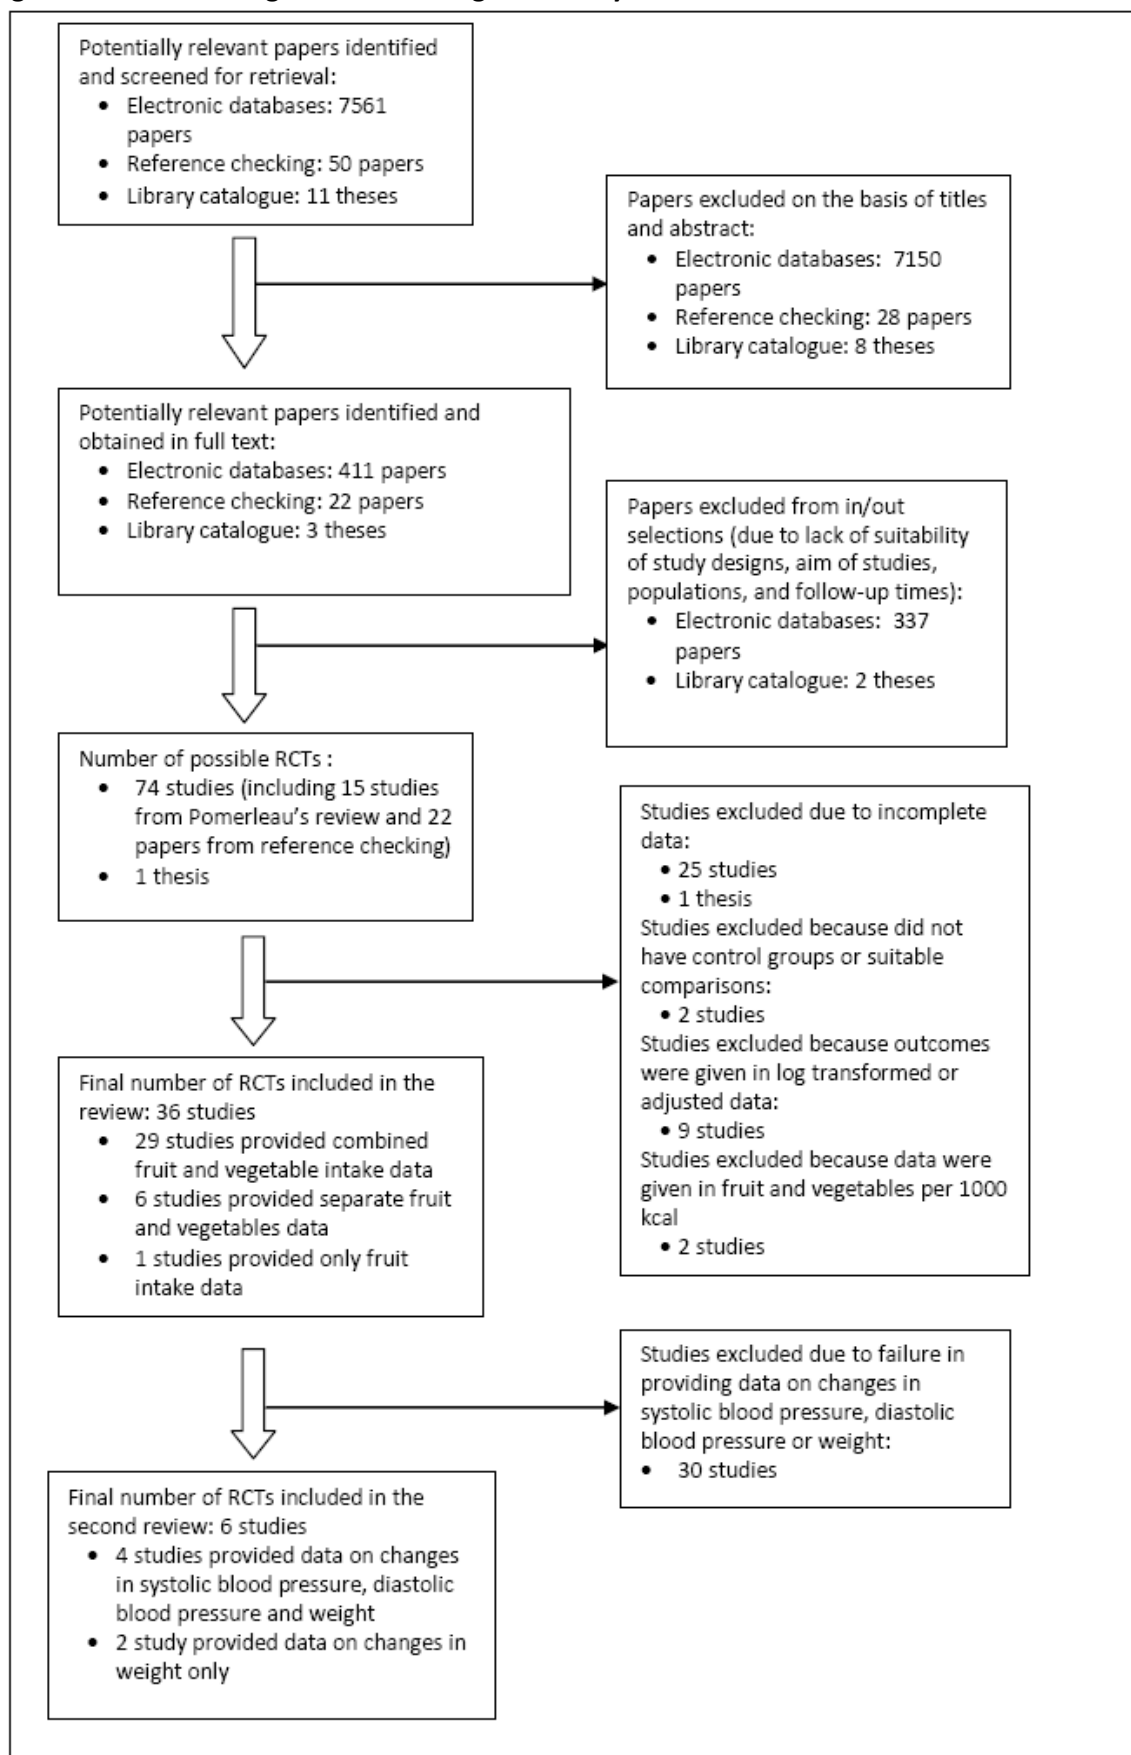 Potentially relevant papers identified
and screened for retrieval:
• Electronic databases: 7561
papers
• Reference checking: 50 papers
• Library catalogue: 11 theses
Papers excluded on the basis of titles
and abstract:
• Electronic databases: 7150
papers
• Reference checking: 28 papers
• Library catalogue: 8 theses
Potentially relevant papers identified and
obtained in full text:
• Electronic databases: 411 papers
• Reference checking: 22 papers
• Library catalogue: 3 theses
Papers excluded from in/out
selections (due to lack of suitability
of study designs, aim of studies,
populations, and follow-up times):
• Electronic databases: 337
papers
• Library catalogue: 2 theses
Number of possible RCTs :
• 74 studies (including 15 studies
from Pomerleau's review and 22
papers from reference checking)
• 1 thesis
Studies excluded due to incomplete
data:
• 25 studies
• 1 thesis
Studies excluded because did not
have control groups or suitable
comparisons:
• 2 studies
Studies excluded because outcomes
were given in log transformed or
adjusted data:
• 9 studies
Studies excluded because data were
given in fruit and vegetables per 1000
kcal
• 2 studies
Final number of RCTs included in the
review: 36 studies
• 29 studies provided combined
fruit and vegetable intake data
• 6 studies provided separate fruit
and vegetables data
• 1 studies provided only fruit
intake data
Studies excluded due to failure in
providing data on changes in
systolic blood pressure, diastolic
blood pressure or weight:
• 30 studies
Final number of RCTs included in the
second review: 6 studies
• 4 studies provided data on changes
in systolic blood pressure, diastolic
blood pressure and weight
• 2 study provided data on changes in
weight only